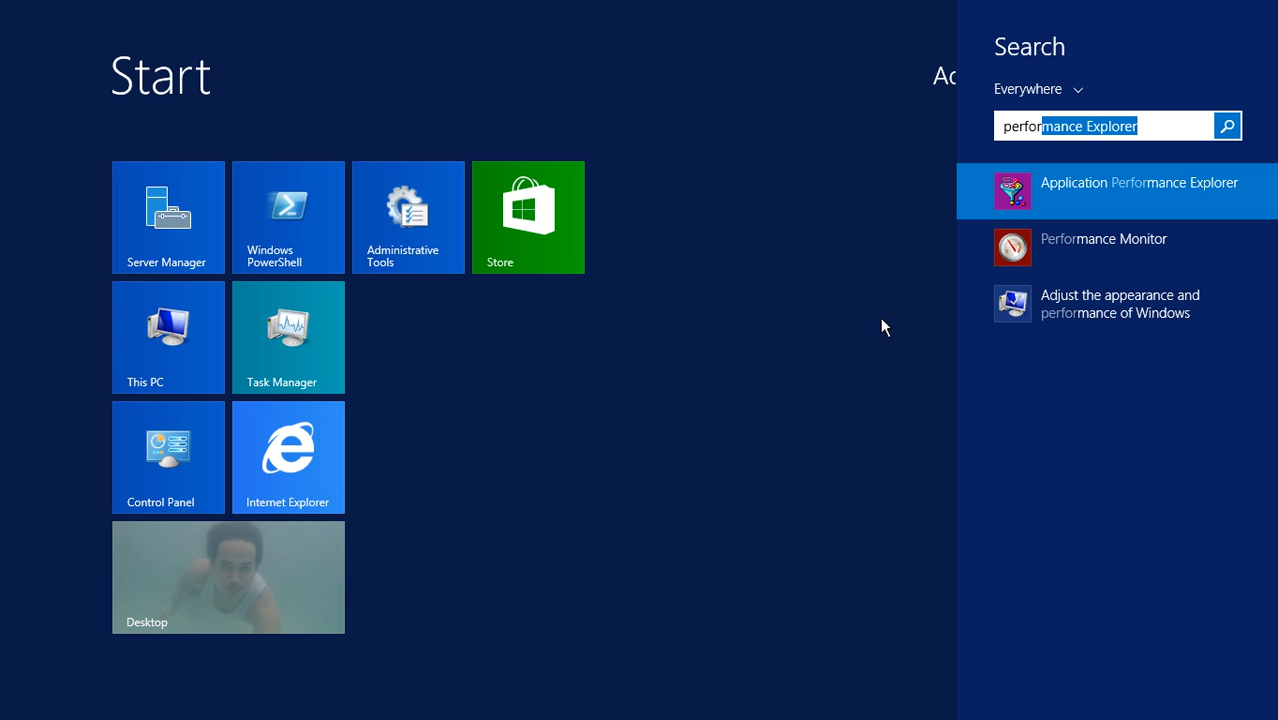 Start
Server Manager
Windows
PowerShell
Administrative
Tools
Store
This PC
Task Manager
Control Panel
Internet Explorer
Desktop
Ac
Search
Everywhere
performance Explorer
Application Performance Explorer
Performance Monitor
Adjust the appearance and
performance of Windows